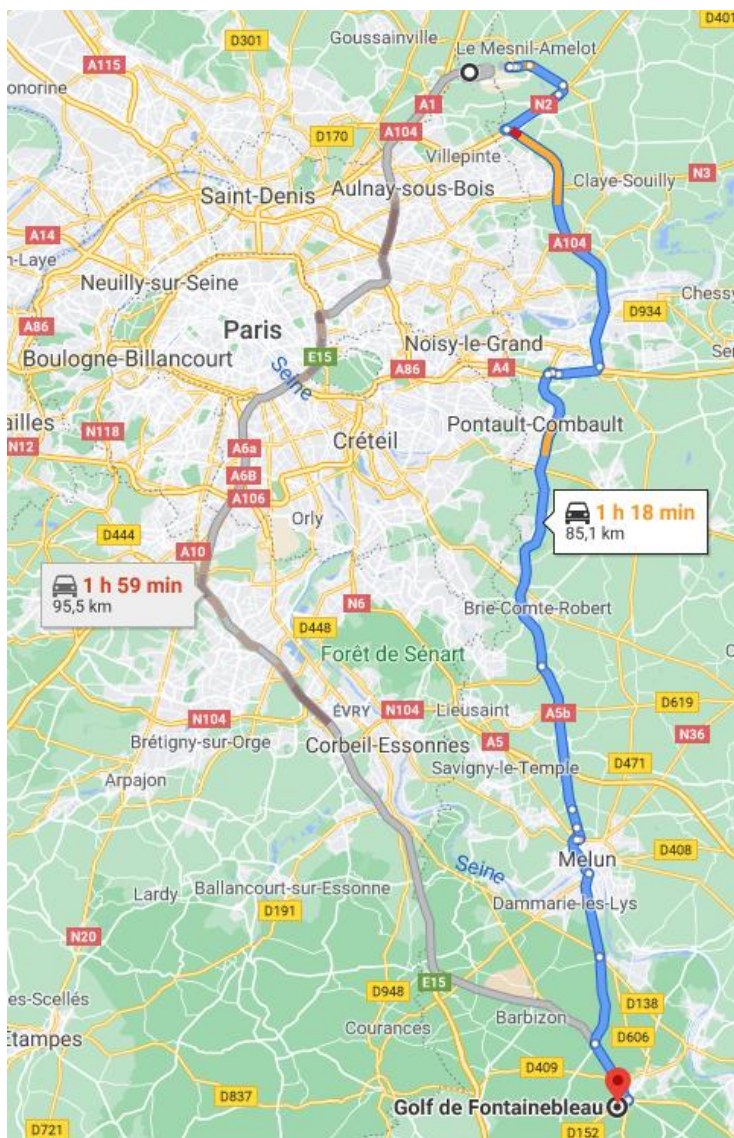 D401
D301
Goussainville
Le Mesnil-Amelot
A115
onorine
A1
N2
D170
A104
Villepinte
N3
Aulnay-sous-Bois
Claye-Souilly
Saint-Denis
A14
n-Laye
A104
Neuilly-sur-Seine
Chessy
D934
A86
Paris
Noisy-le-Grand
Boulogne-Billancourt
E15
Seine
A86
A4
Ser
ailles
N118
N12
Pontault-Combault
Créteil
A6a
A6B
A106
Orly
1 h 18 min
85,1 km
D444
A10
1 h 59 min
95,5 km
N6
Brie-Comte-Robert
D448
Forêt de Sénart
N104
ÉVRY
N104
Lieusaint
A5b
D619
Brétigny-sur-Orge
Corbeil-Essonnes
A5
N36
Savigny-le-Temple
D471
Arpajon
Seine
Melun
D408
Lardy
Ballancourt-sur-Essonne
Dammarie-les-Lys
D191
N20
E15
D948
es-Scellés
Barbizon
D138
Courances
D606
Étampes
D409
D837
Golf de Fontainebleau
D721
D152